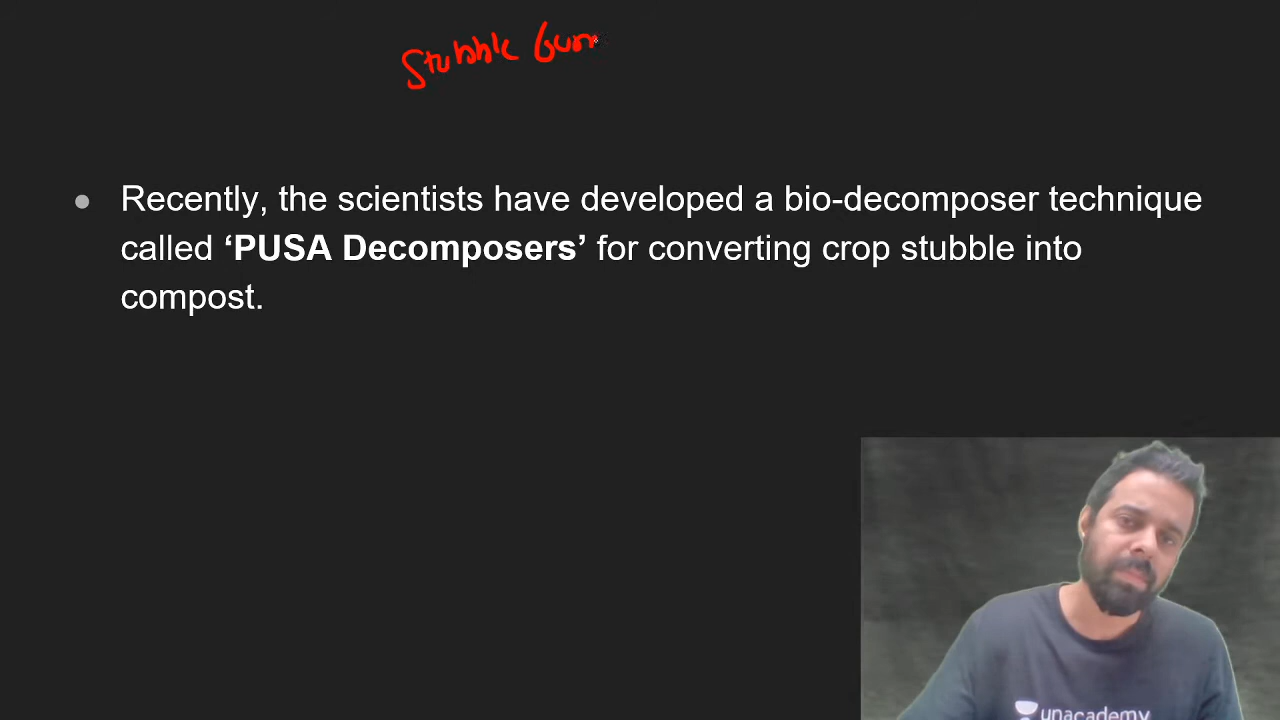 Stubble Burn
Recently, the scientists have developed a bio-decomposer technique
called ‘PUSA Decomposers’ for converting crop stubble into
compost.
unacademy